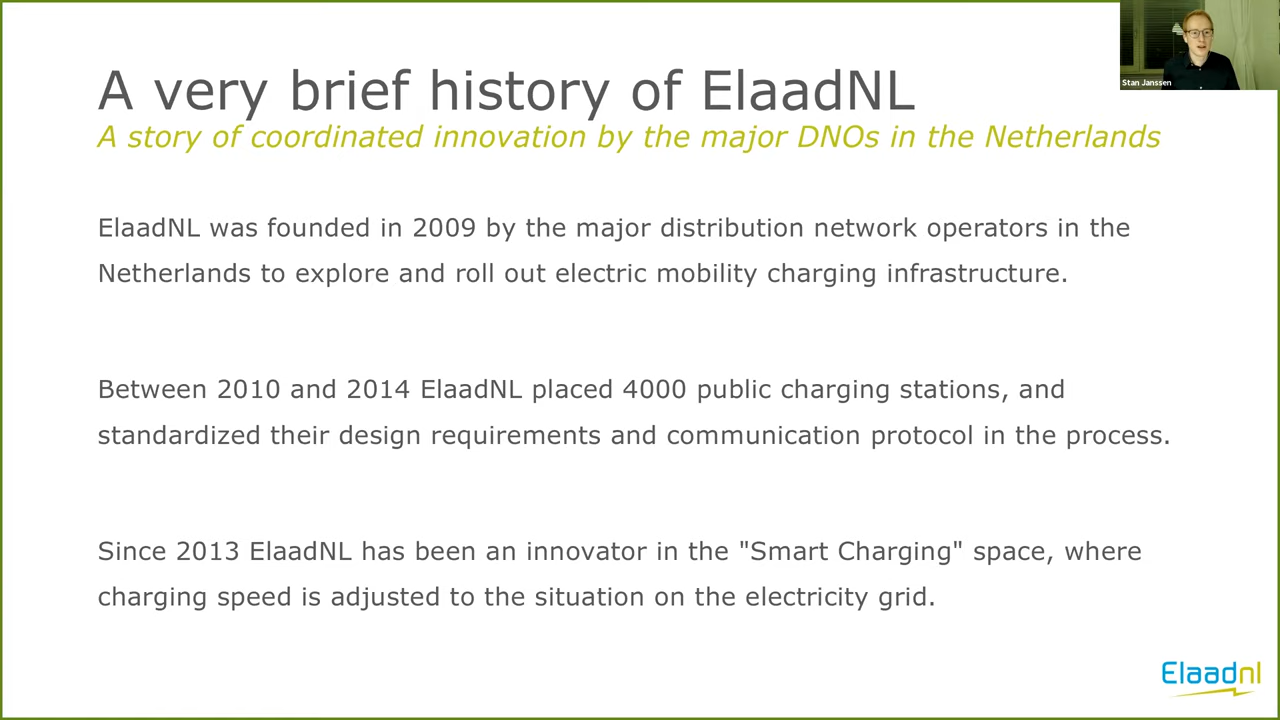 A very brief history of ElaadNL
A story of coordinated innovation by the major DNOs in the Netherlands
ElaadNL was founded in 2009 by the major distribution network operators in the
Netherlands to explore and roll out electric mobility charging infrastructure.
Between 2010 and 2014 ElaadNL placed 4000 public charging stations, and
standardized their design requirements and communication protocol in the process.
Since 2013 ElaadNL has been an innovator in the "Smart Charging" space, where
charging speed is adjusted to the situation on the electricity grid.
Stan Janssen
Elaadnl